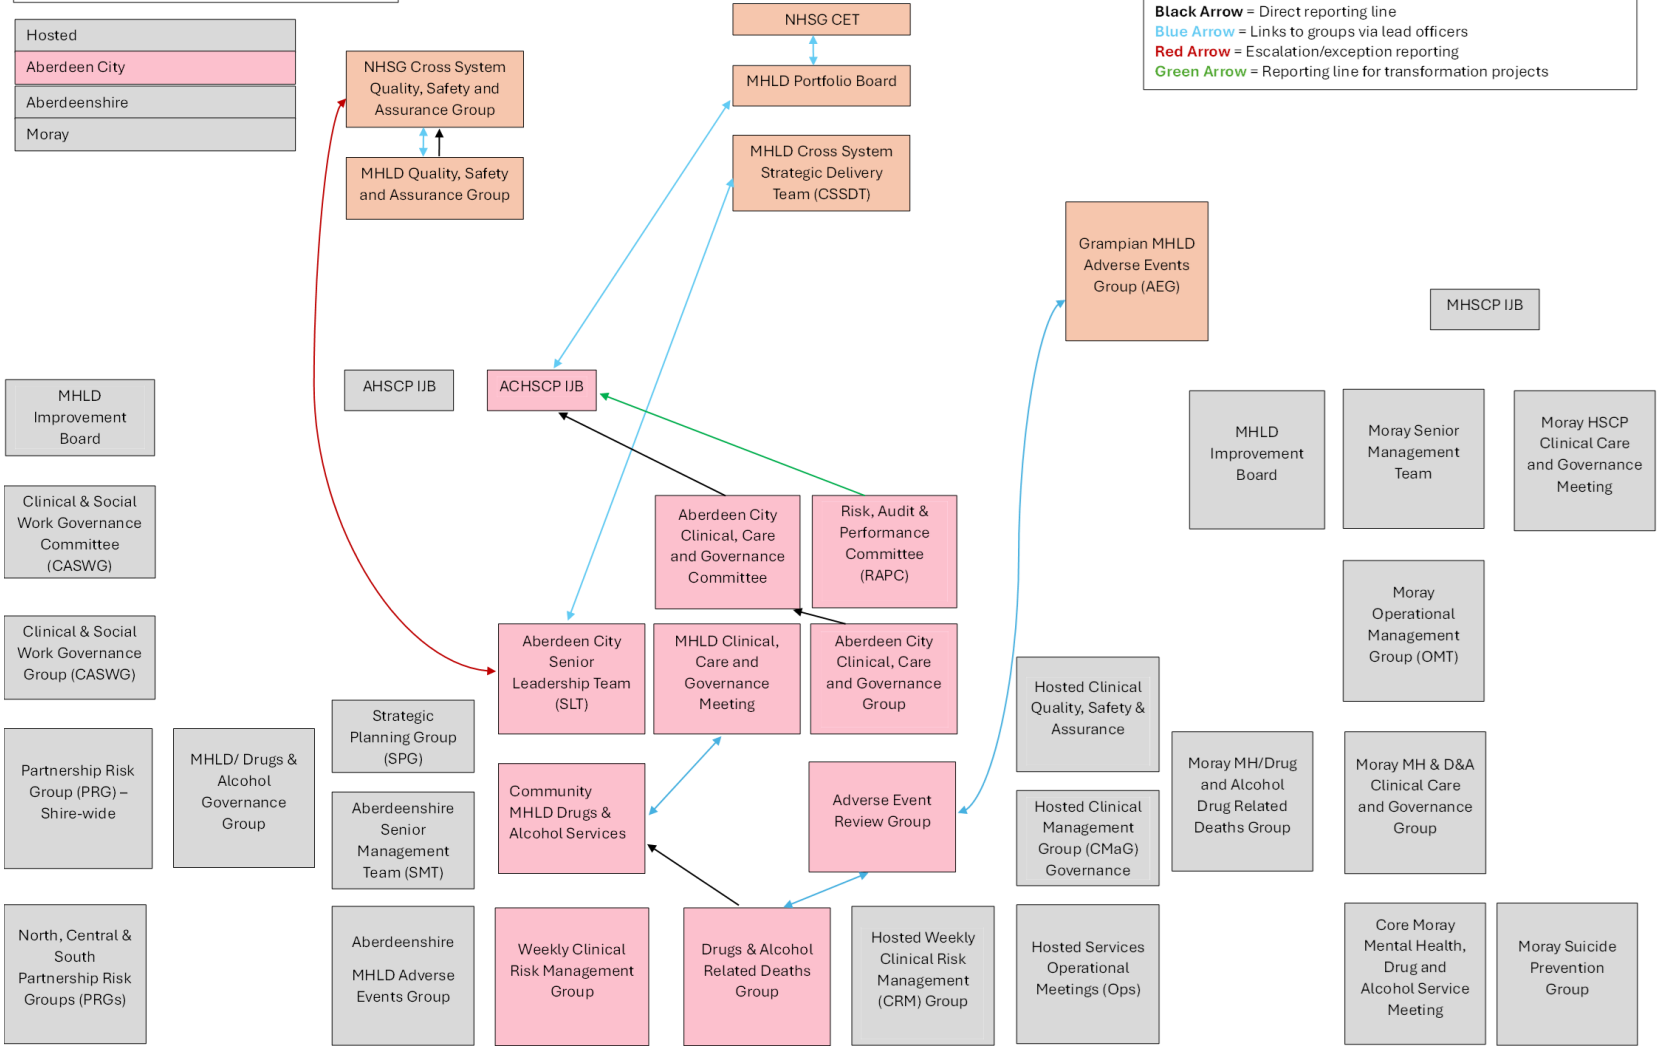 Hosted
Aberdeen City
Aberdeenshire
Moray
NHSG CET
MHLD Portfolio Board
MHLD Cross System
Strategic Delivery
Team (CSSDT)
Black Arrow = Direct reporting line
Blue Arrow = Links to groups via lead officers
Red Arrow = Escalation/exception reporting
Green Arrow = Reporting line for transformation projects
NHSG Cross System
Quality, Safety and
Assurance Group
MHLD Quality, Safety
and Assurance Group
Grampian MHLD
Adverse Events
Group (AEG)
MHSCP IJB
AHSCP IJB
ACHSCP IJB
MHLD
Improvement
Board
Clinical & Social
Work Governance
Committee
(CASWG)
Clinical & Social
Work Governance
Group (CASWG)
Partnership Risk
Group (PRG) –
Shire-wide
North, Central &
South
Partnership Risk
Groups (PRGs)
MHLD/ Drugs &
Alcohol
Governance
Group
Strategic
Planning Group
(SPG)
Aberdeenshire
Senior
Management
Team (SMT)
Aberdeenshire
MHLD Adverse
Events Group
Aberdeen City
Clinical, Care
and Governance
Committee
Risk, Audit &
Performance
Committee
(RAPC)
Aberdeen City
Senior
Leadership Team
(SLT)
MHLD Clinical,
Care and
Governance
Meeting
Aberdeen City
Clinical, Care
and Governance
Group
Community
MHLD Drugs &
Alcohol Services
Adverse Event
Review Group
Weekly Clinical
Risk Management
Group
Drugs & Alcohol
Related Deaths
Group
Hosted Weekly
Clinical Risk
Management
(CRM) Group
Hosted Clinical
Quality, Safety &
Assurance
Hosted Clinical
Management
Group (CMaG)
Governance
Hosted Services
Operational
Meetings (Ops)
MHLD
Improvement
Board
Moray Senior
Management
Team
Moray HSCP
Clinical Care
and Governance
Meeting
Moray
Operational
Management
Group (OMT)
Moray MH/Drug
and Alcohol
Drug Related
Deaths Group
Moray MH & D&A
Clinical Care
and Governance
Group
Core Moray
Mental Health,
Drug and
Alcohol Service
Meeting
Moray Suicide
Prevention
Group